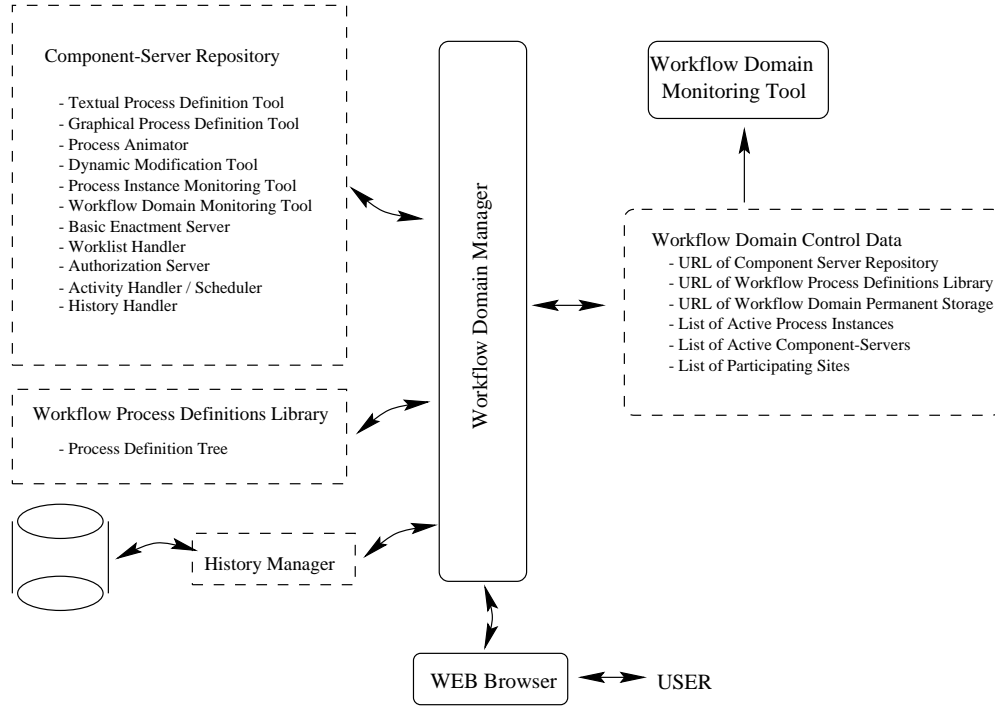 Component-Server Repository
- Textual Process Definition Tool
- Graphical Process Definition Tool
- Process Animator
- Dynamic Modification Tool
- Process Instance Monitoring Tool
- Workflow Domain Monitoring Tool
- Basic Enactment Server
- Worklist Handler
- Authorization Server
- Activity Handler / Scheduler
- History Handler
Workflow Process Definitions Library
- Process Definition Tree
History Manager
Workflow Domain Manager
Workflow Domain
Monitoring Tool
Workflow Domain Control Data
- URL of Component Server Repository
- URL of Workflow Process Definitions Library
- URL of Workflow Domain Permanent Storage
- List of Active Process Instances
- List of Active Component-Servers
- List of Participating Sites
WEB Browser
USER